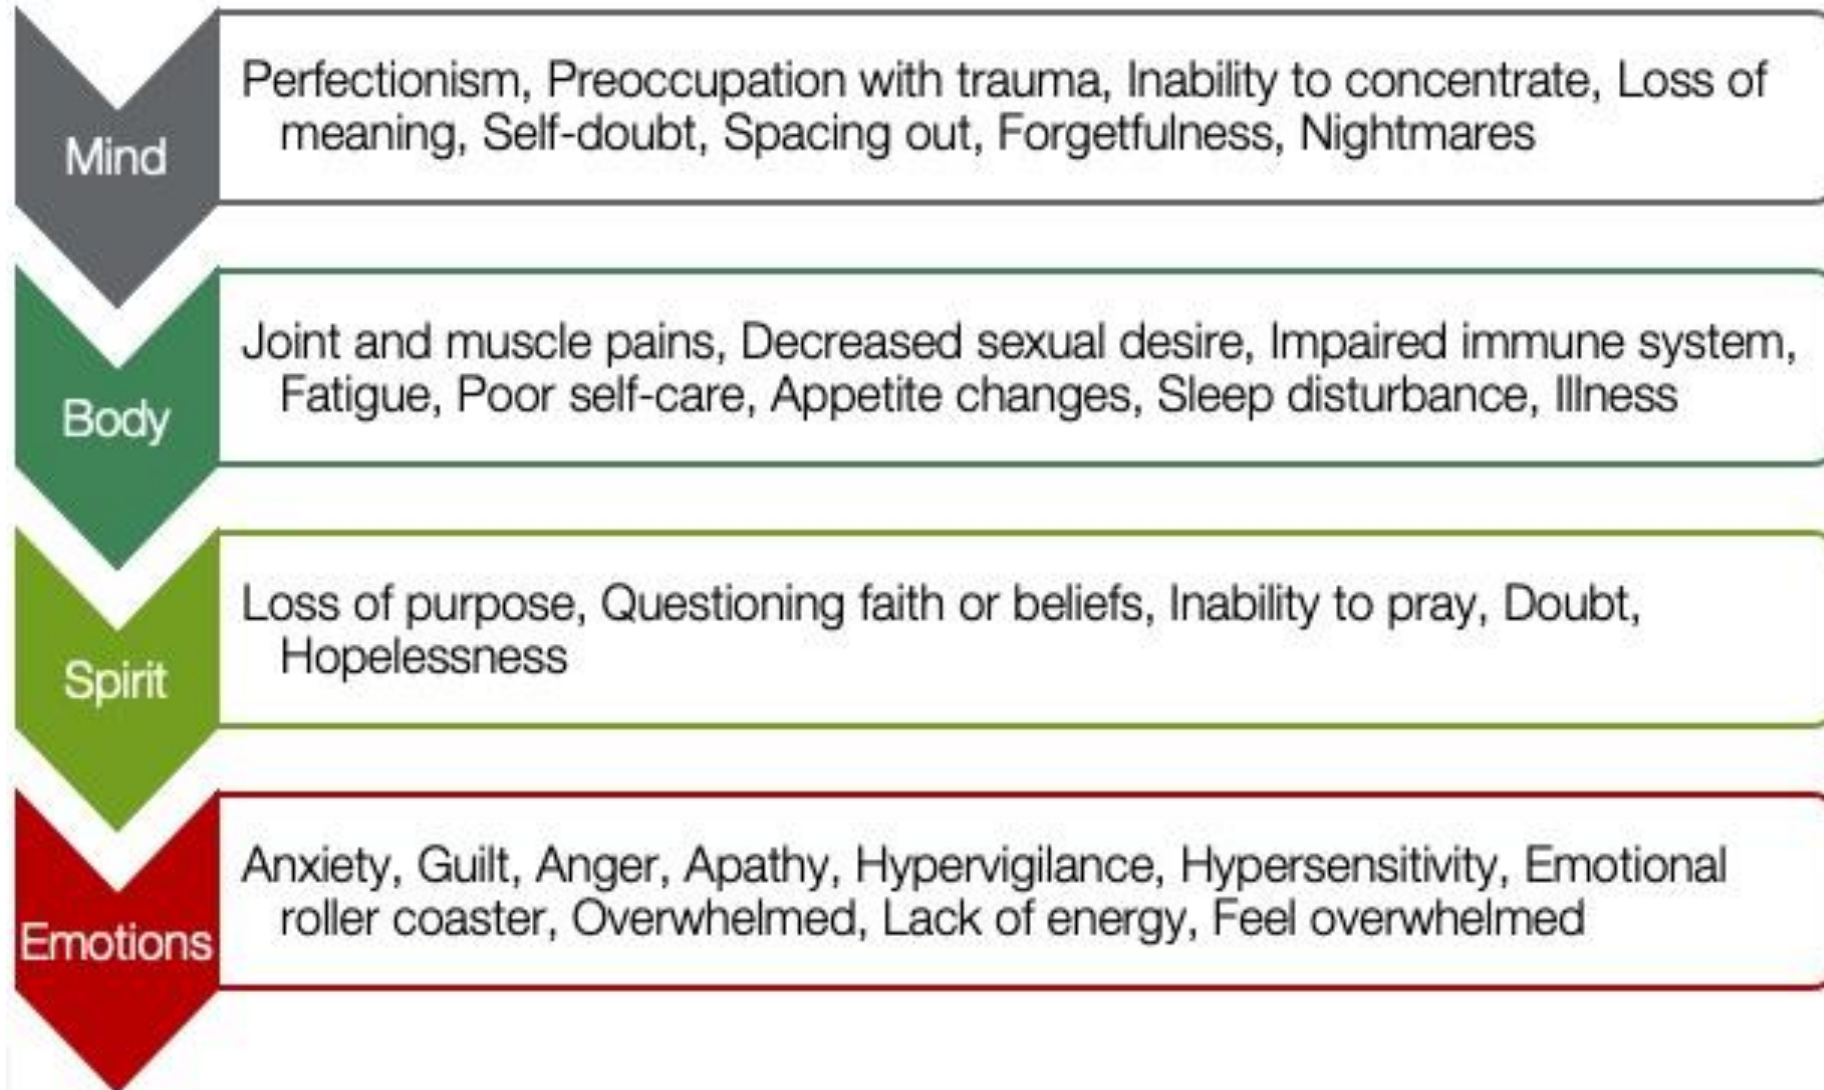 Mind
Perfectionism, Preoccupation with trauma, Inability to concentrate, Loss of
meaning, Self-doubt, Spacing out, Forgetfulness, Nightmares
Body
Joint and muscle pains, Decreased sexual desire, Impaired immune system,
Fatigue, Poor self-care, Appetite changes, Sleep disturbance, Illness
Spirit
Loss of purpose, Questioning faith or beliefs, Inability to pray, Doubt,
Hopelessness
Emotions
Anxiety, Guilt, Anger, Apathy, Hypervigilance, Hypersensitivity, Emotional
roller coaster, Overwhelmed, Lack of energy, Feel overwhelmed